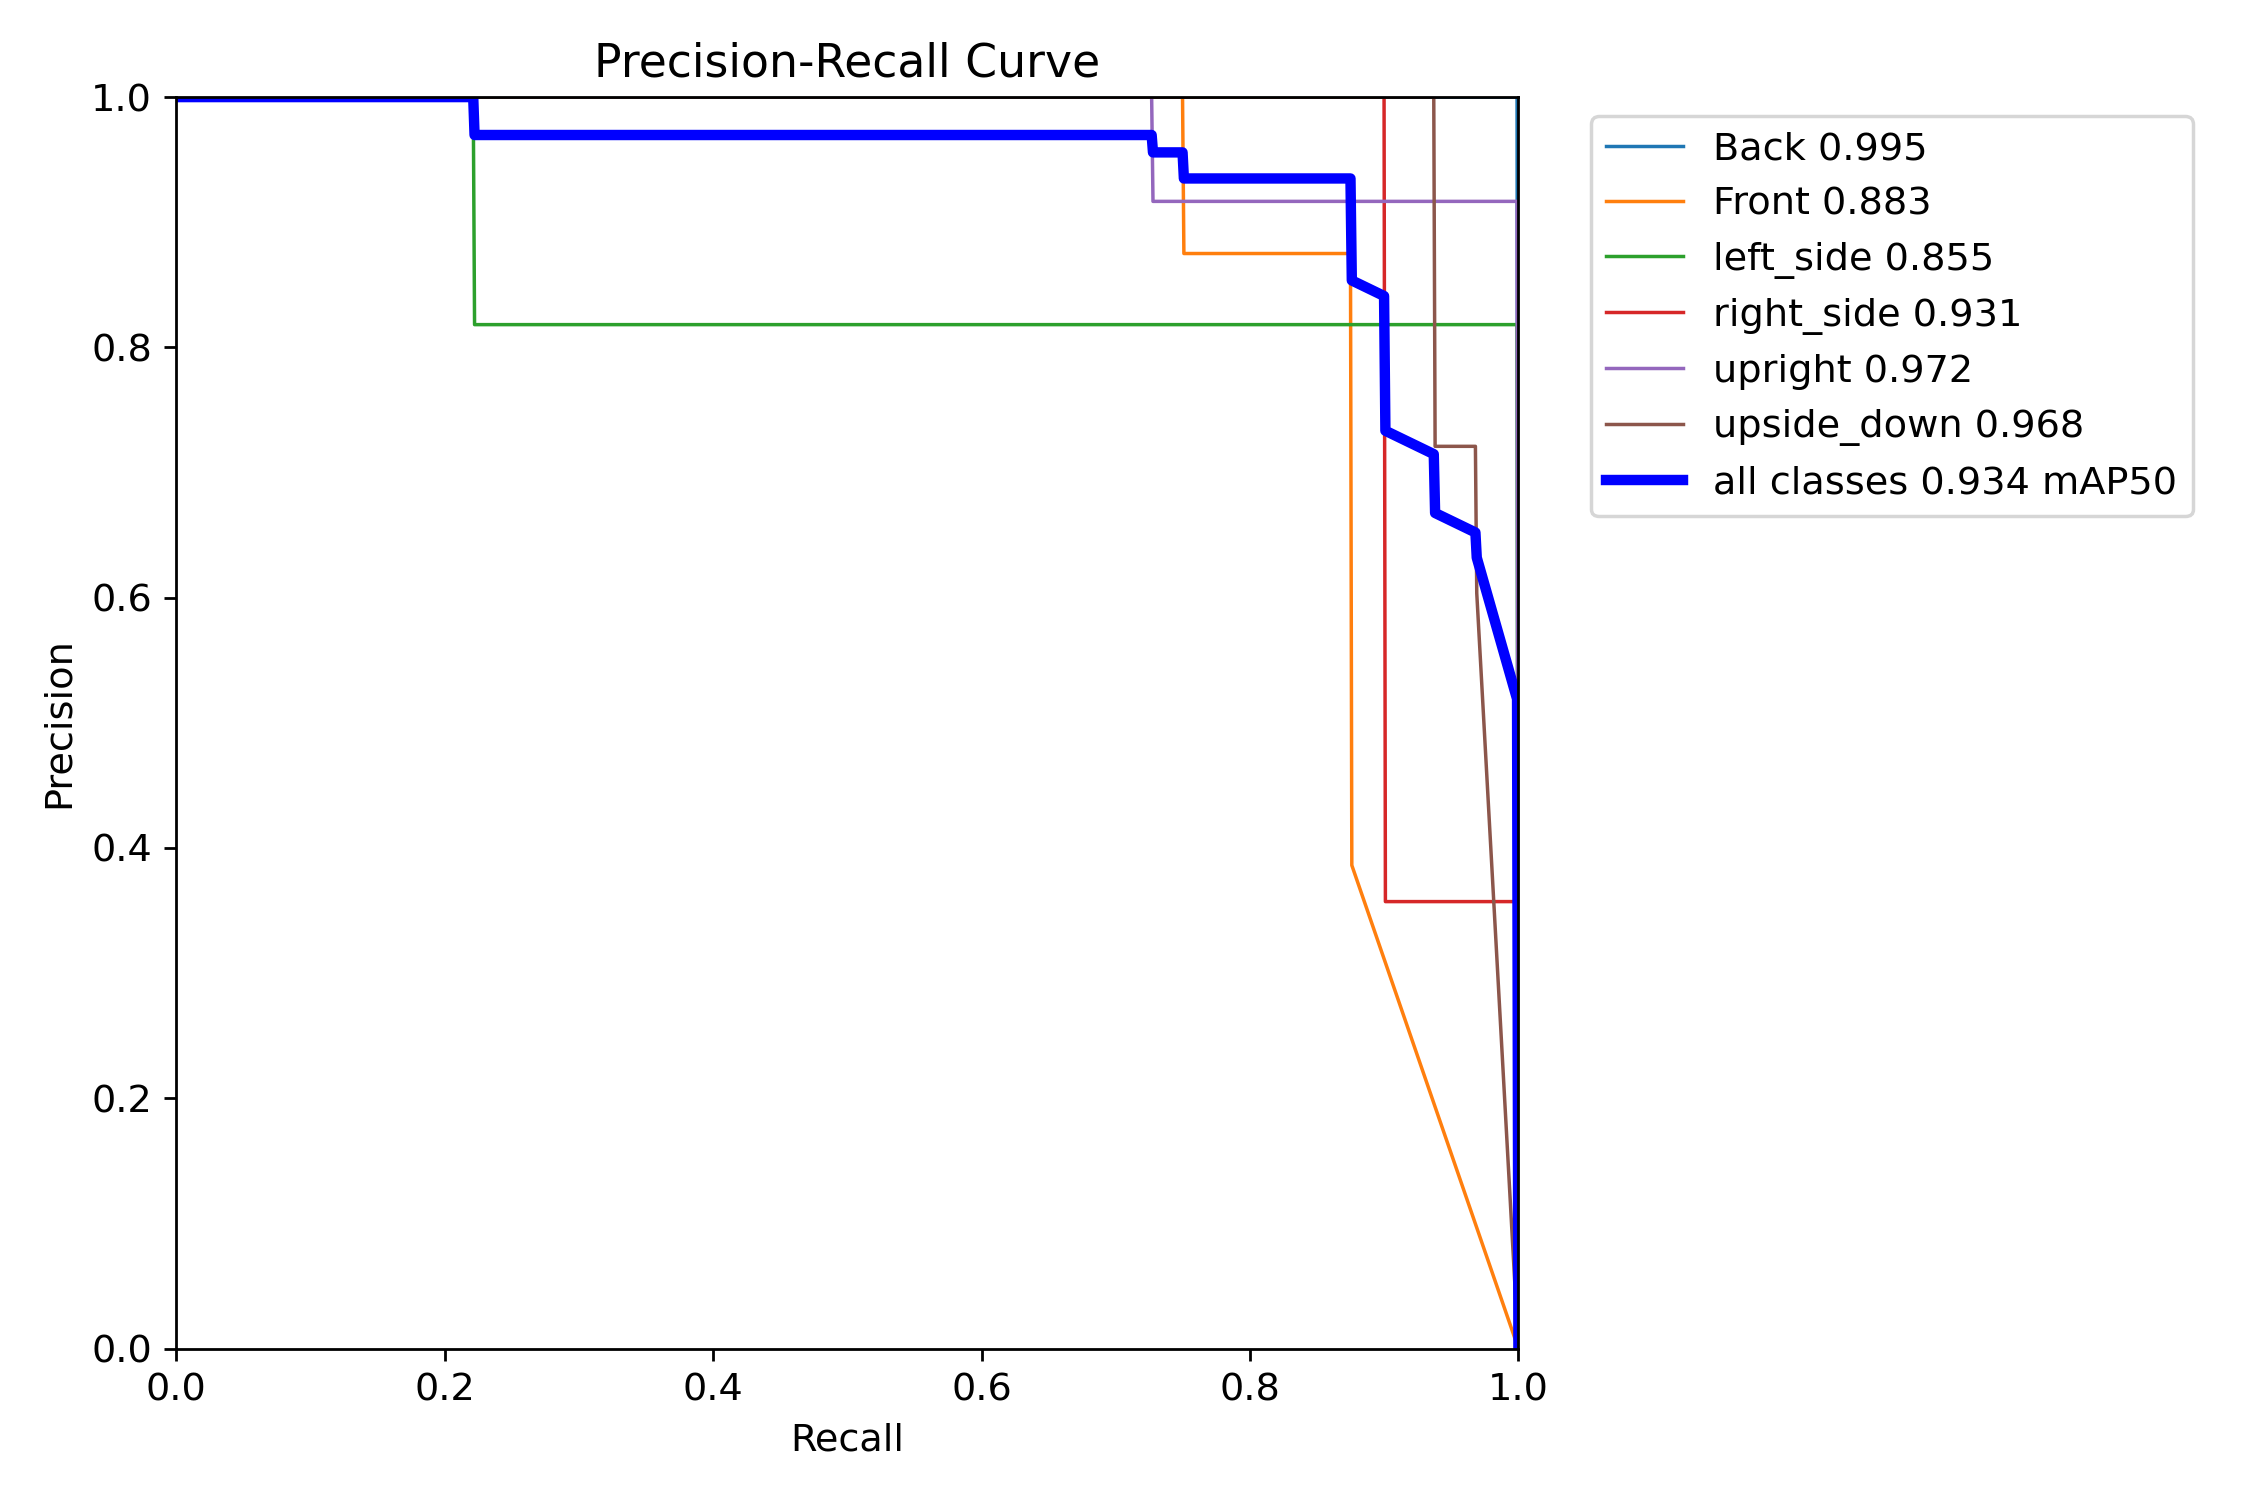 Precision-Recall Curve
1.0
0.8
0.6
0.4
0.2
0.0
Precision
0.0 0.2 0.4 0.6 0.8 1.0
Recall
Back 0.995
Front 0.883
left_side 0.855
right_side 0.931
upright 0.972
upside_down 0.968
all classes 0.934 mAP50